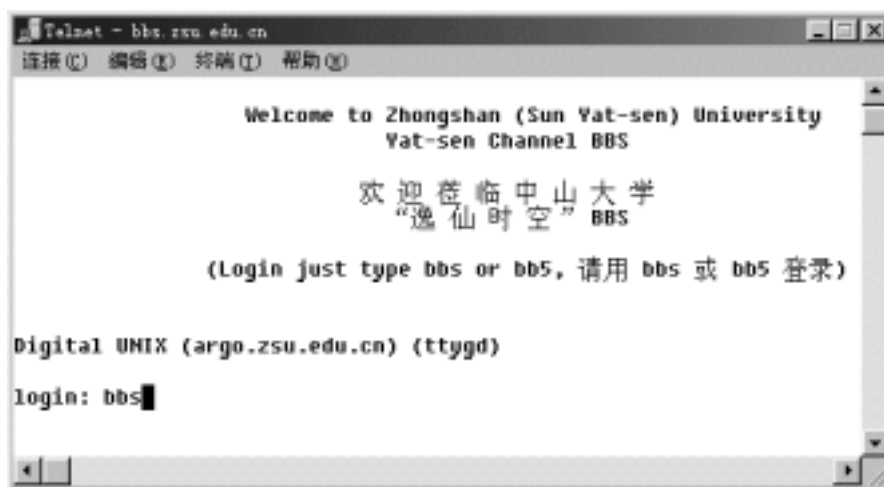 Telnet - bbs.zsu.edu.cn
连接(C) 编辑(E) 终端(T) 帮助(H)
Welcome to Zhongshan (Sun Yat-sen) University
Yat-sen Channel BBS
欢 迎 莅 临 中 山 大 学
“逸 仙 时 空” BBS
(Login just type bbs or bb5, 请用 bbs 或 bb5 登录)
Digital UNIX (argo.zsu.edu.cn) (ttygd)
login: bbs